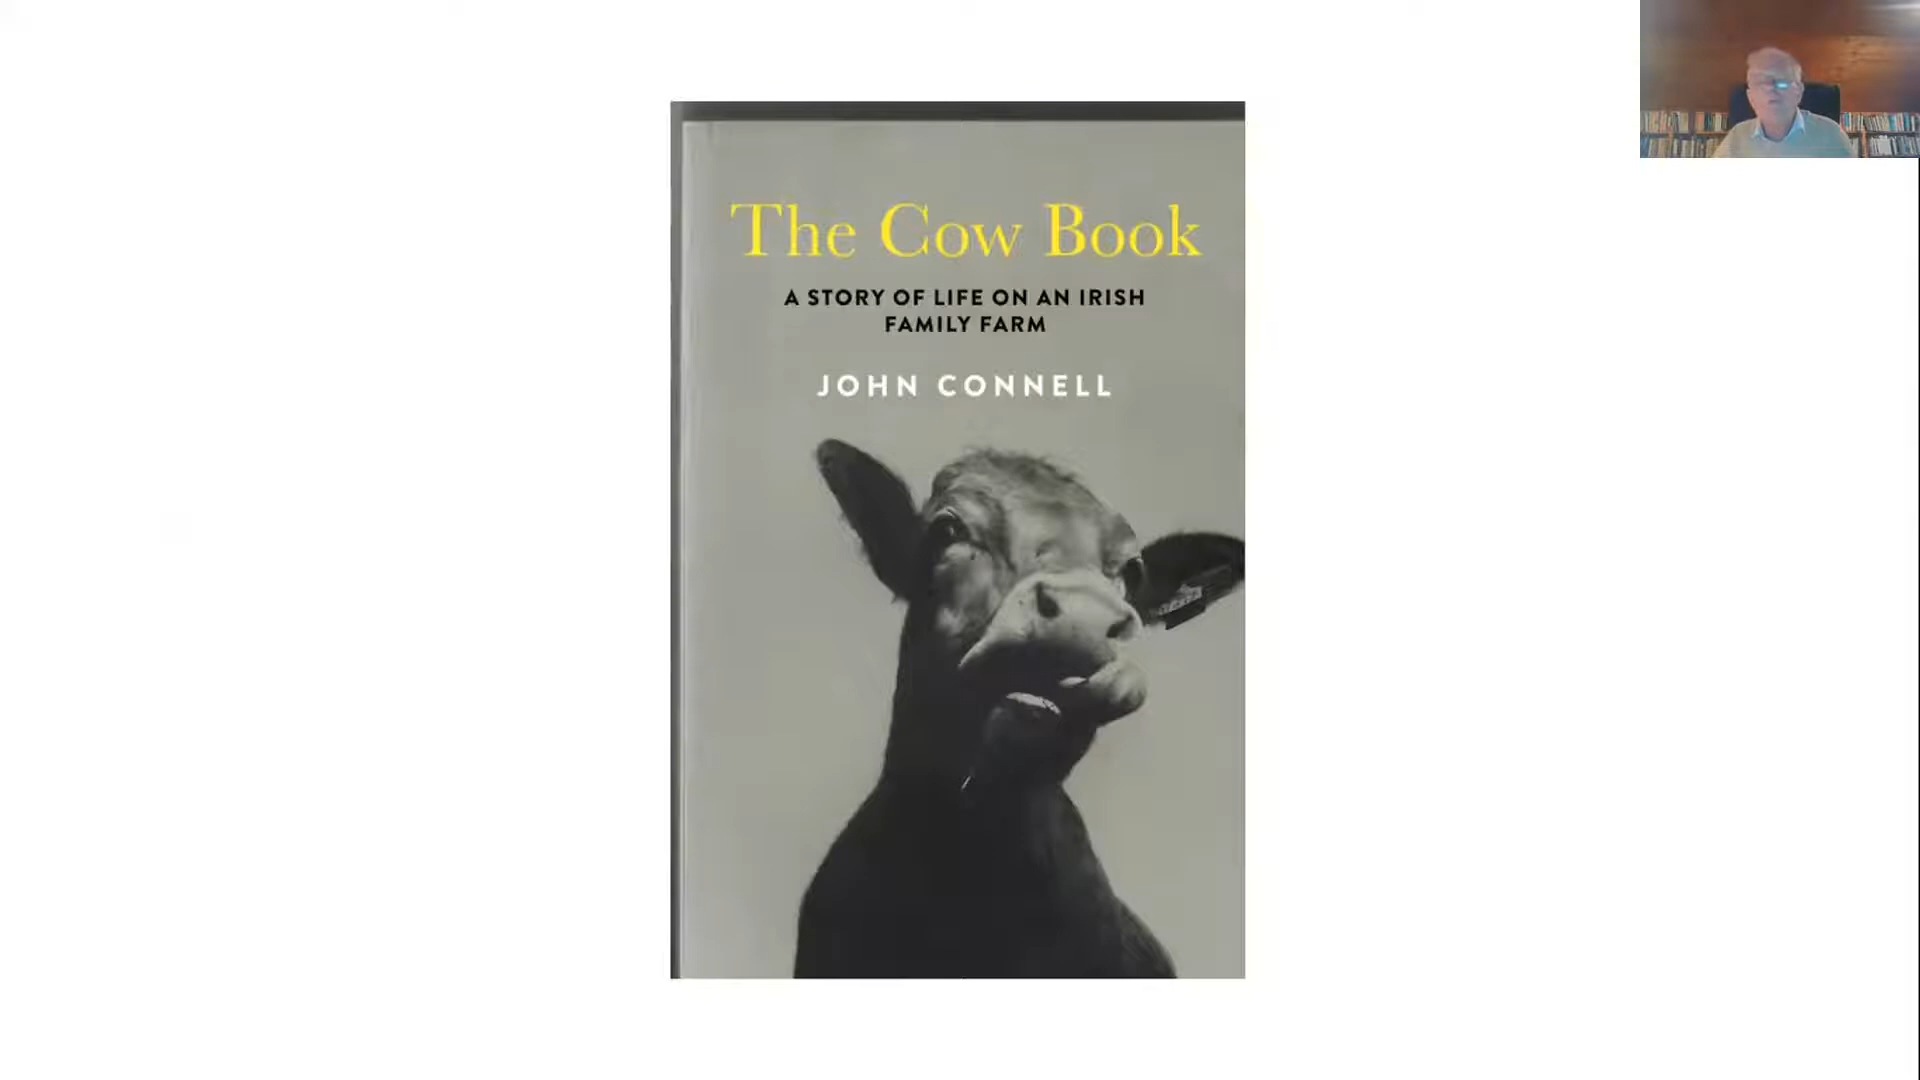 The Cow Book
A STORY OF LIFE ON AN IRISH
FAMILY FARM
JOHN CONNELL